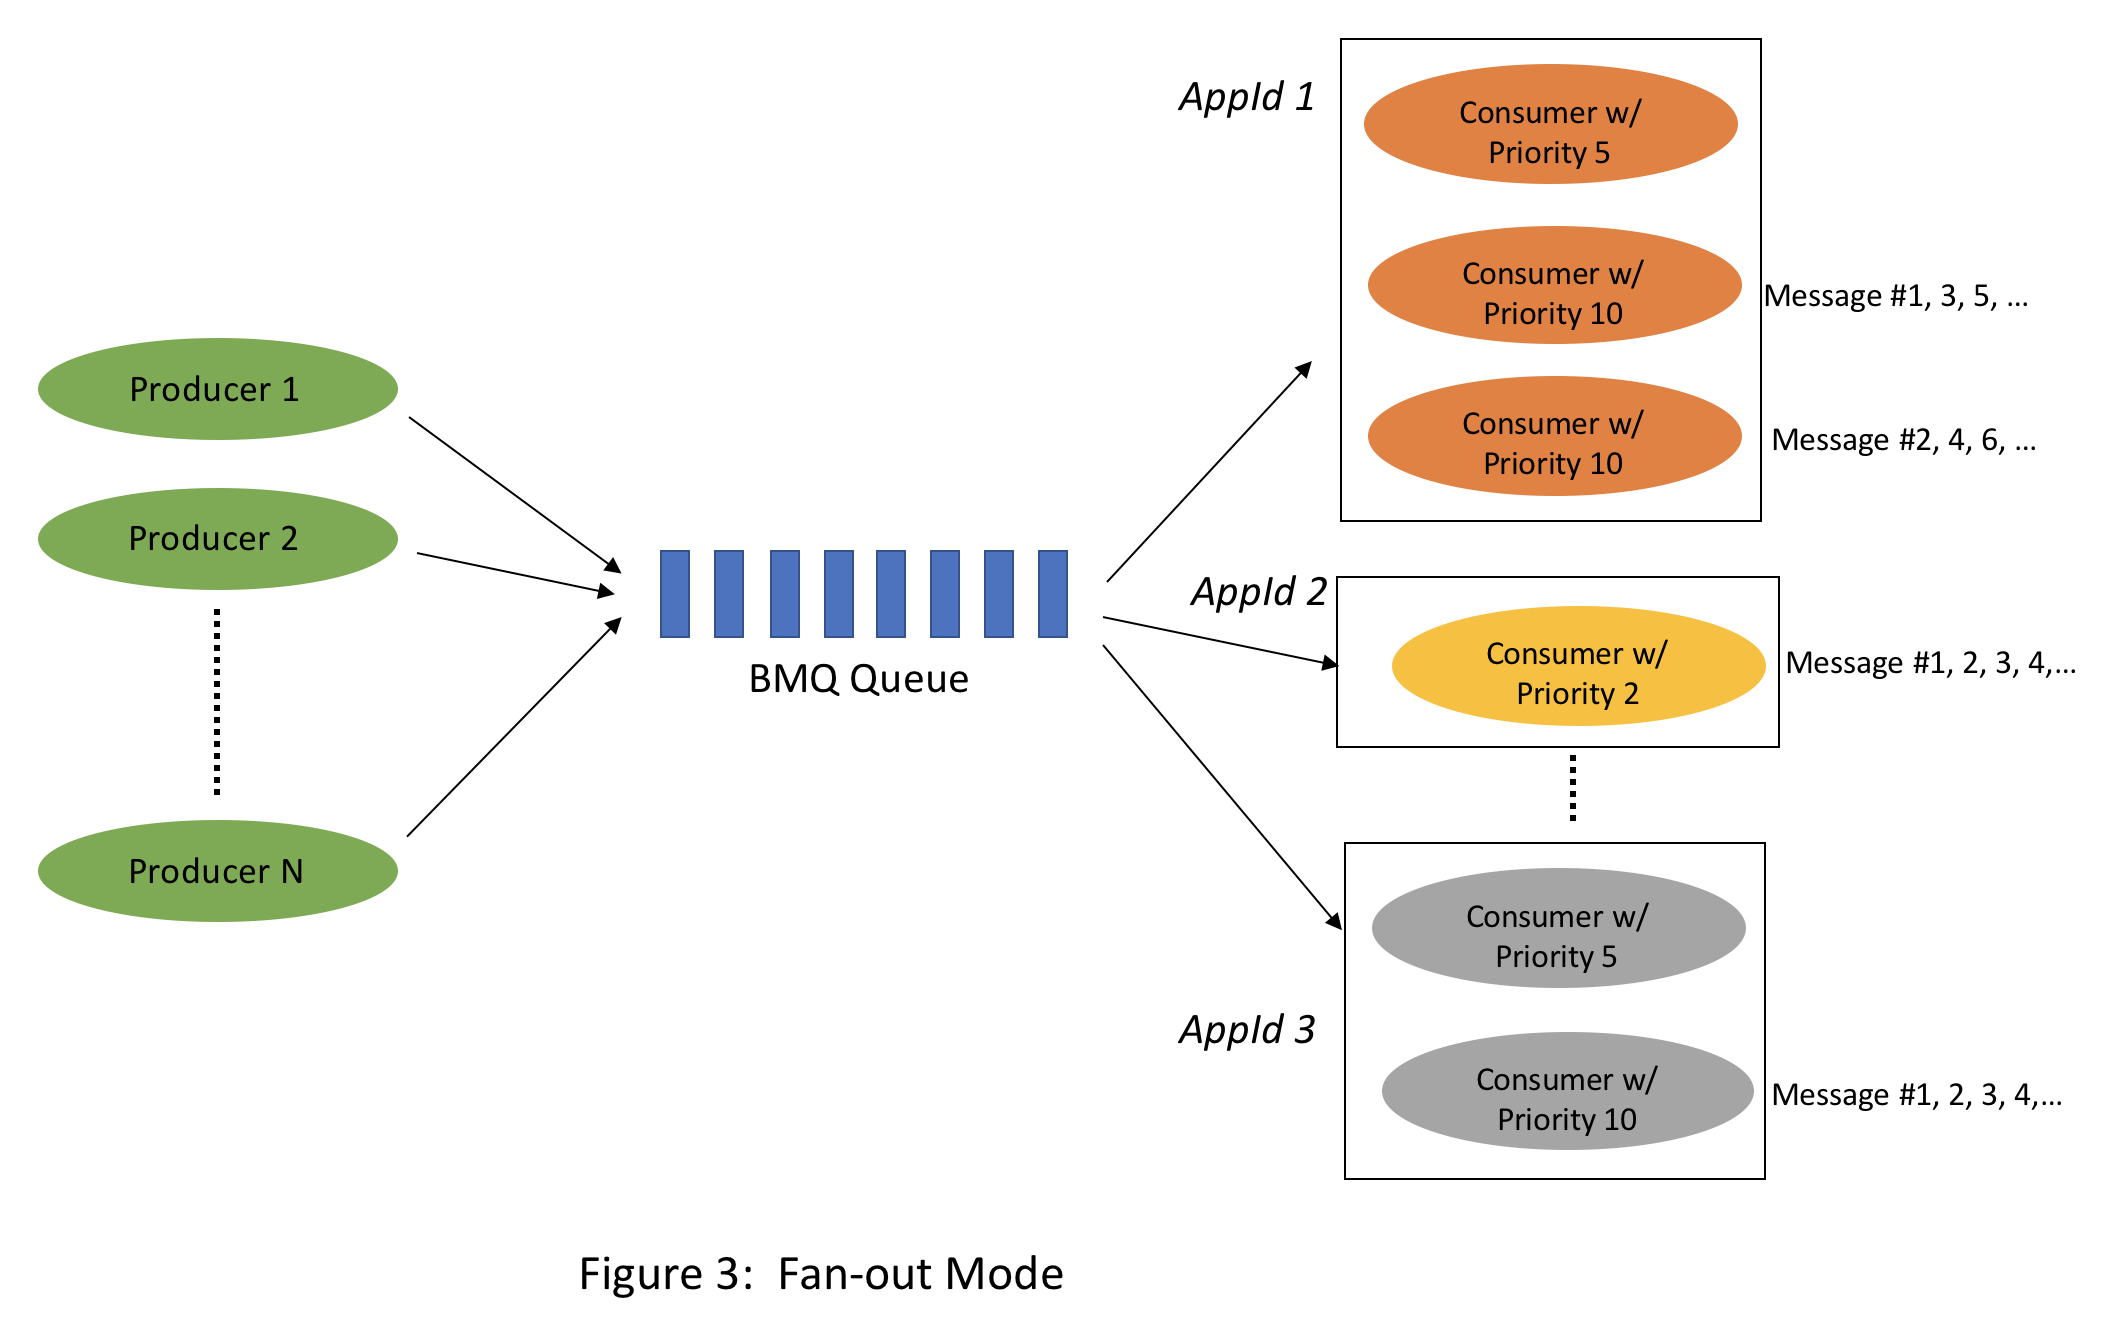 AppId 1
Consumer w/
Priority 5
Consumer w/
Priority 10
Message #1, 3, 5, ...
Consumer w/
Priority 10
Message #2, 4, 6, ...
Producer 1
Producer 2
Producer N
BMQ Queue
AppId 2
Consumer w/
Priority 2
Message #1, 2, 3, 4,...
AppId 3
Consumer w/
Priority 5
Consumer w/
Priority 10
Message #1, 2, 3, 4,...
Figure 3:  Fan-out Mode